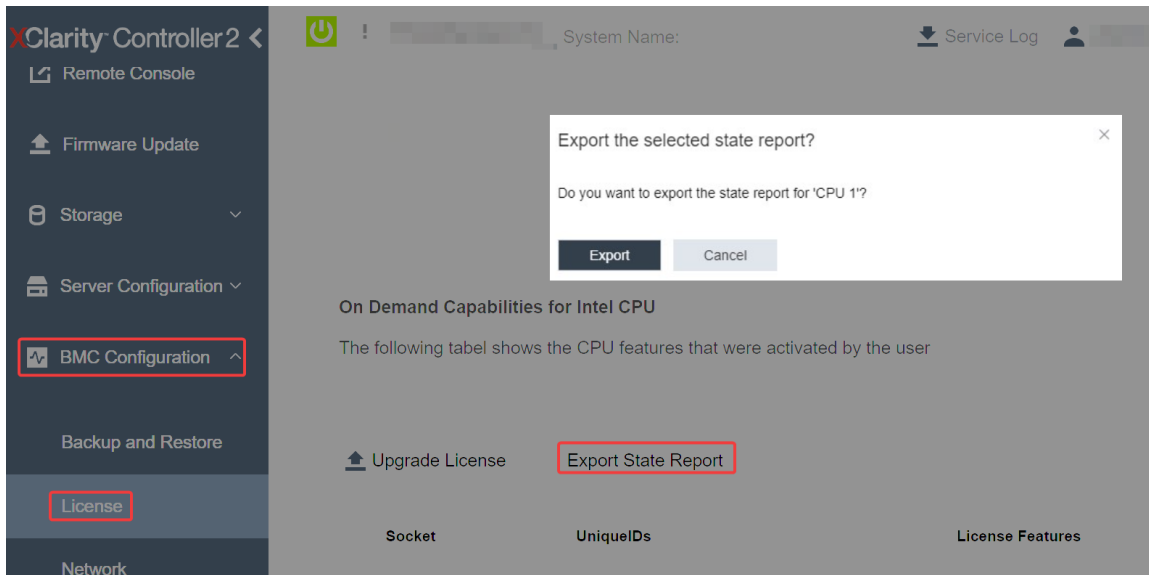 XClarity Controller 2
Remote Console
Firmware Update
Storage
Server Configuration
BMC Configuration
Backup and Restore
License
Network
! System Name:
Service Log
Export the selected state report?
Do you want to export the state report for 'CPU 1'?
Export Cancel
On Demand Capabilities for Intel CPU
The following tabel shows the CPU features that were activated by the user
Upgrade License Export State Report
Socket UniqueIDs License Features